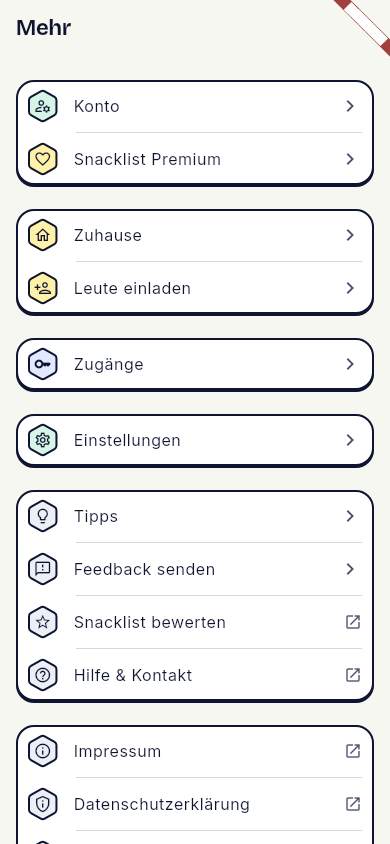 Mehr
Konto
Snacklist Premium
Zuhause
Leute einladen
Zugänge
Einstellungen
Tipps
Feedback senden
Snacklist bewerten
Hilfe & Kontakt
Impressum
Datenschutzerklärung